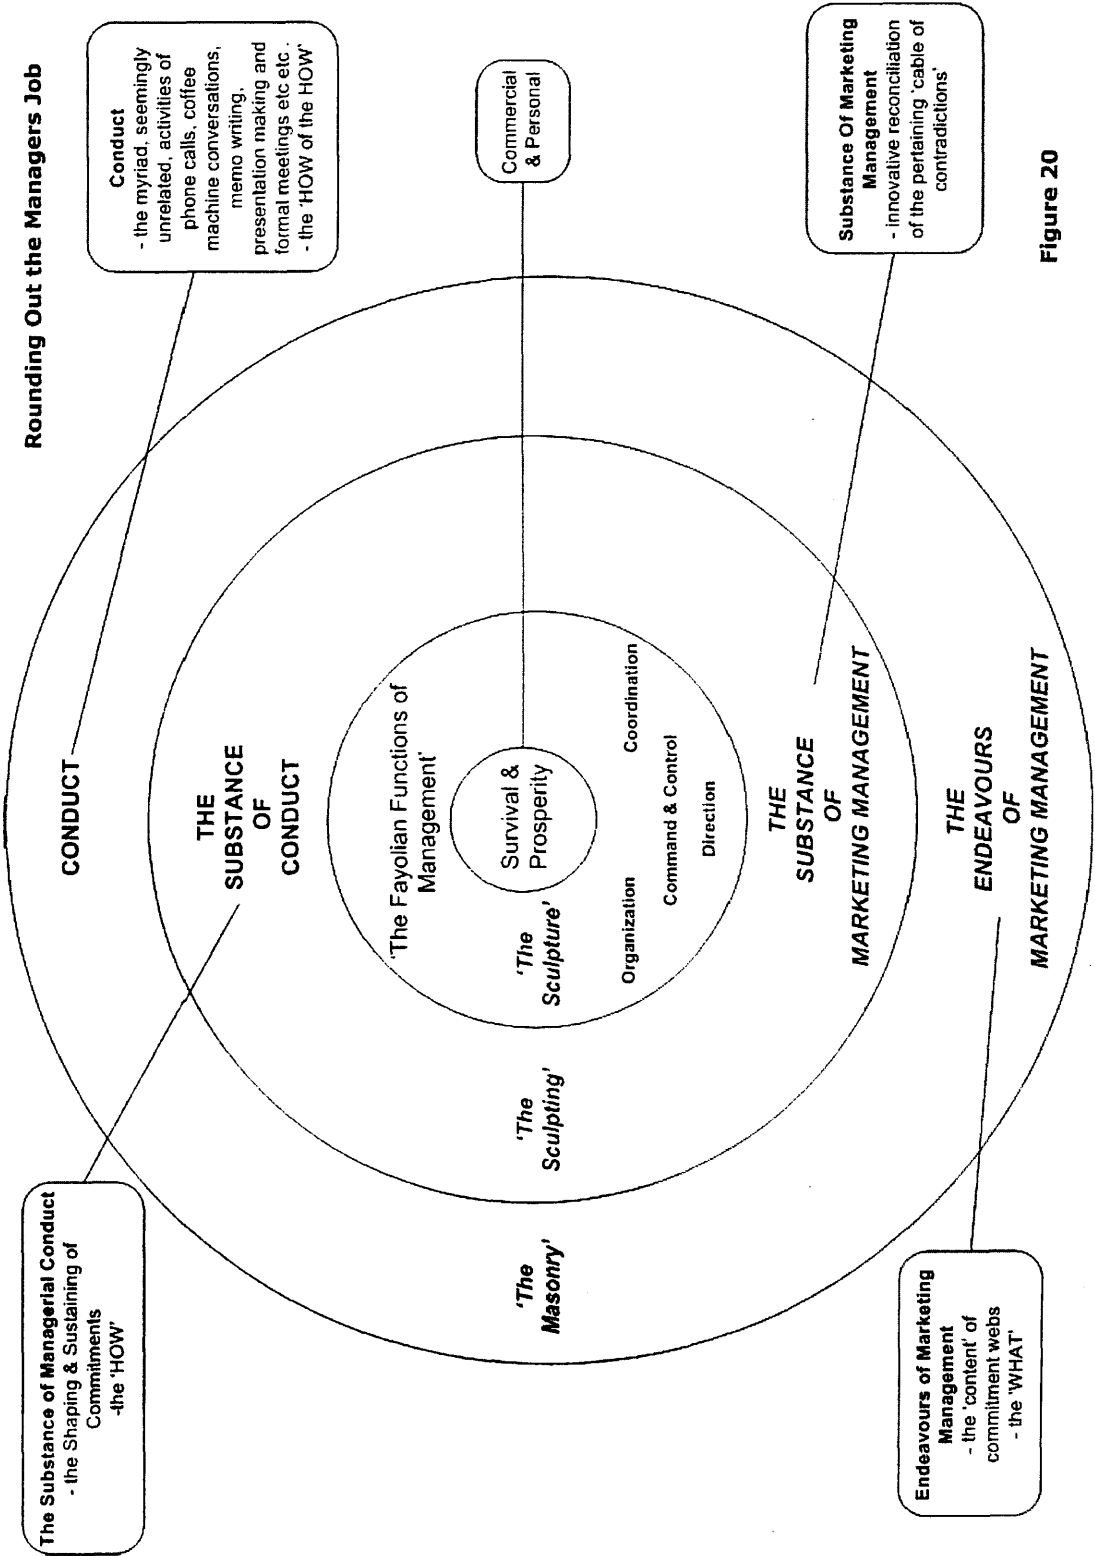 Rounding Out the Managers Job
The Substance of Managerial Conduct
- the Shaping & Sustaining of
Commitments
-the 'HOW'
Conduct
- the myriad, seemingly
unrelated, activities of
phone calls, coffee
machine conversations,
memo writing,
presentation making and
formal meetings etc etc .
- the 'HOW of the HOW'
CONDUCT
THE
SUBSTANCE
OF
CONDUCT
'The Fayolian Functions of
Management'
'The
Masonry'
'The
Sculpting'
'The
Sculpture'
Survival &
Prosperity
Commercial
& Personal
Organization
Coordination
Command & Control
Direction
THE
SUBSTANCE
OF
MARKETING MANAGEMENT
THE
ENDEAVOURS
OF
MARKETING MANAGEMENT
Endeavours of Marketing
Management
- the 'content' of
commitment webs
- the 'WHAT'
Substance Of Marketing
Management
- innovative reconciliation
of the pertaining 'cable of
contradictions'
Figure 20